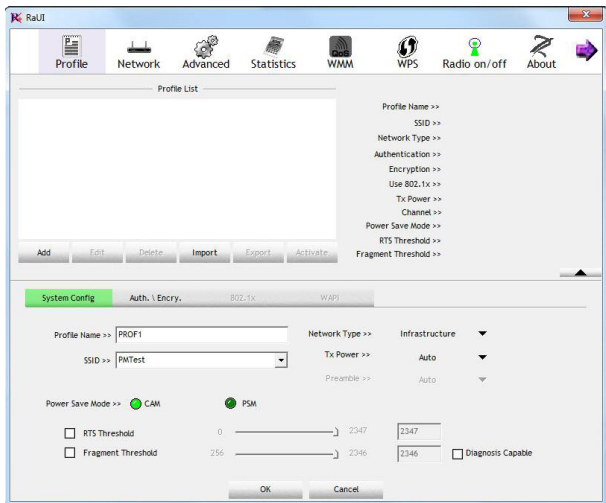 RaUI
Profile Network Advanced Statistics WMM WPS Radio on/off About
QoS
Profile List
Profile Name >>
SSID >>
Network Type >>
Authentication >>
Encryption >>
Use 802.1x >>
Tx Power >>
Channel >>
Power Save Mode >>
RTS Threshold >>
Fragment Threshold >>
Add Edit Delete Import Export Activate
System Config Auth. \ Encry. 802.1x WAPI
Profile Name >> PROF1 Network Type >> Infrastructure
SSID >> PMTest Tx Power >> Auto
Preamble >> Auto
Power Save Mode >> CAM PSM
RTS Threshold 0 2347 2347
Fragment Threshold 256 2346 2346 Diagnosis Capable
OK Cancel